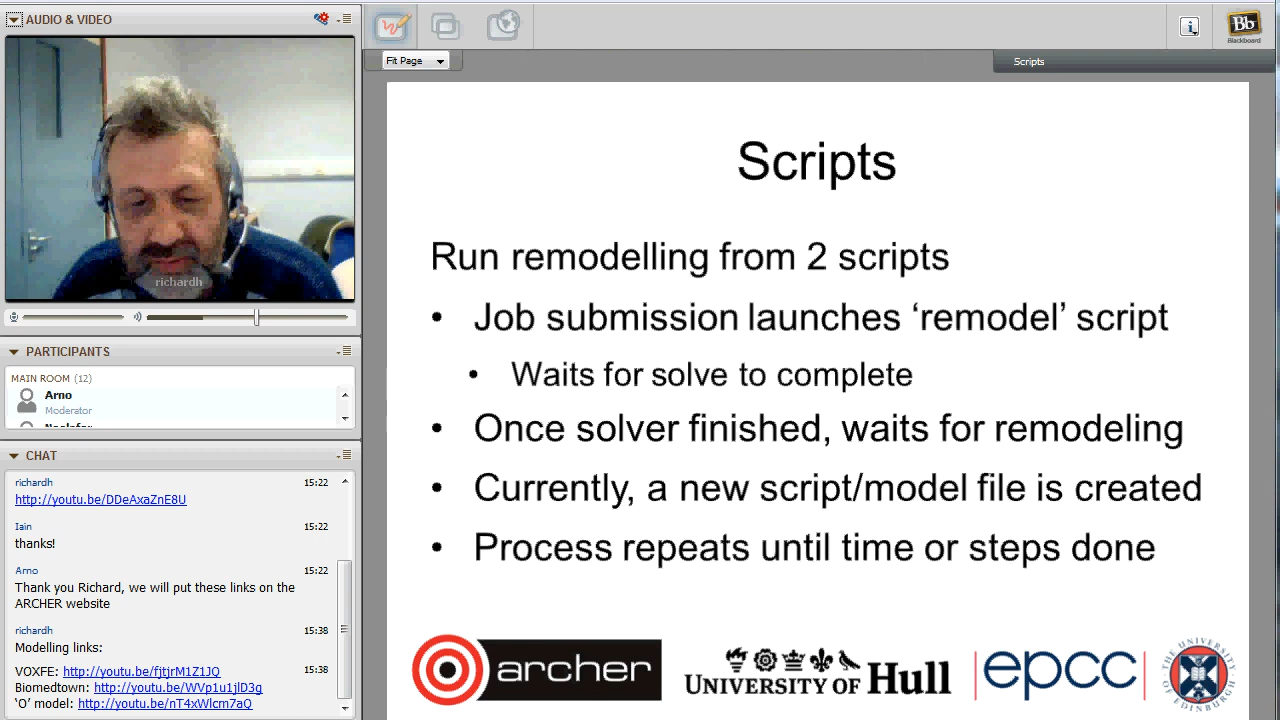 AUDIO & VIDEO
richardh
PARTICIPANTS
MAIN ROOM (12)
Arno
Moderator
CHAT
richardh 15:22
http://youtu.be/DDeAxaZnE8U
Iain 15:22
thanks!
Arno 15:22
Thank you Richard, we will put these links on the
ARCHER website
richardh 15:38
Modelling links:
VOFFE: http://youtu.be/fjtjrM1Z1JQ 15:38
Biomedtown: http://youtu.be/WVp1u1jlD3g
'O' model: http://youtu.be/nT4xWlcm7aQ
Bb
Blackboard
Fit Page
Scripts
Scripts
Run remodelling from 2 scripts
• Job submission launches ‘remodel’ script
• Waits for solve to complete
• Once solver finished, waits for remodeling
• Currently, a new script/model file is created
• Process repeats until time or steps done
archer
UNIVERSITY OF Hull
epcc